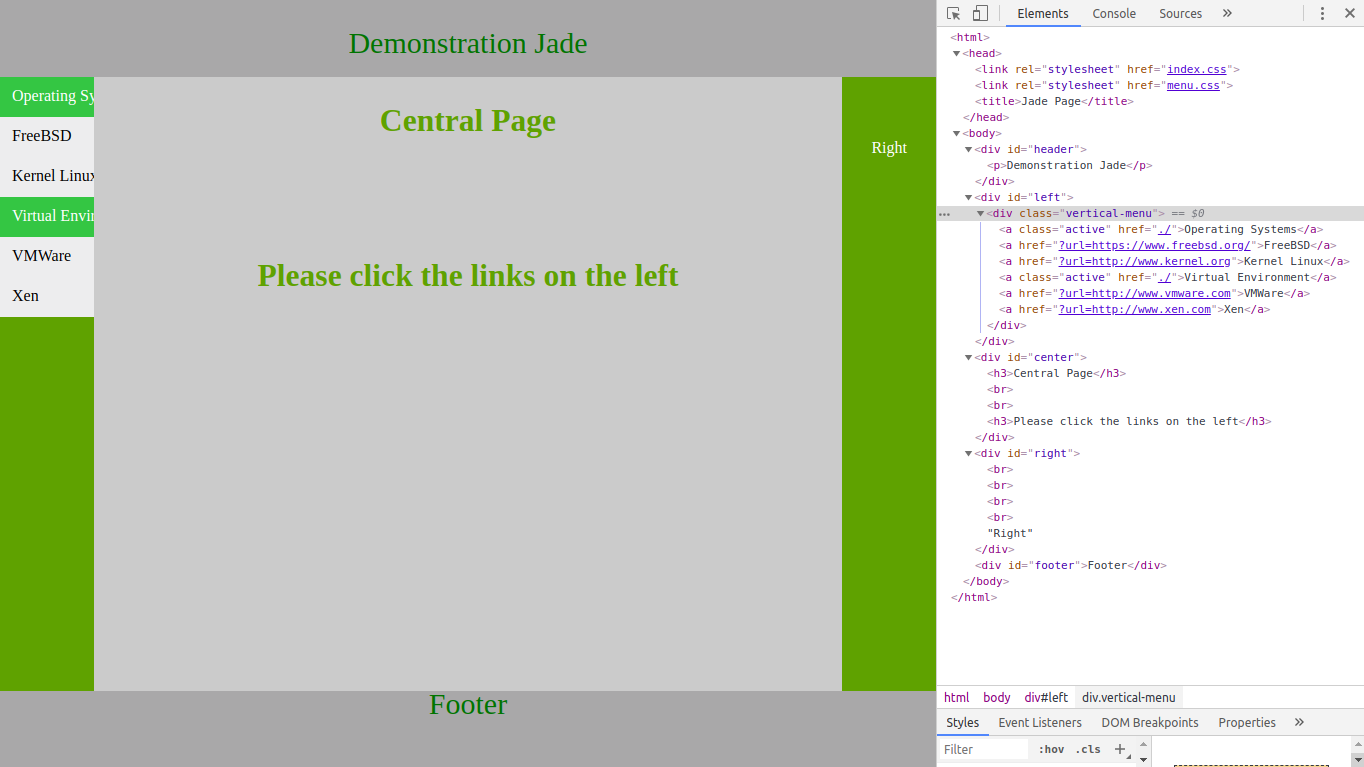 Demonstration Jade
Operating Sy
FreeBSD
Kernel Linux
Virtual Envir
VMWare
Xen
Central Page
Please click the links on the left
Right
Footer
Elements Console Sources »
<html>
<head>
<link rel="stylesheet" href="index.css">
<link rel="stylesheet" href="menu.css">
<title>Jade Page</title>
</head>
<body>
<div id="header">
<p>Demonstration Jade</p>
</div>
<div id="left">
<div class="vertical-menu"> == $0
<a class="active" href="./">Operating Systems</a>
<a href="?url=https://www.freebsd.org/">FreeBSD</a>
<a href="?url=http://www.kernel.org">Kernel Linux</a>
<a class="active" href="./">Virtual Environment</a>
<a href="?url=http://www.vmware.com">VMWare</a>
<a href="?url=http://www.xen.com">Xen</a>
</div>
</div>
<div id="center">
<h3>Central Page</h3>
<br>
<br>
<h3>Please click the links on the left</h3>
</div>
<div id="right">
<br>
<br>
<br>
<br>
"Right"
</div>
<div id="footer">Footer</div>
</body>
</html>
html body div#left div.vertical-menu
Styles Event Listeners DOM Breakpoints Properties »
Filter :hov .cls +